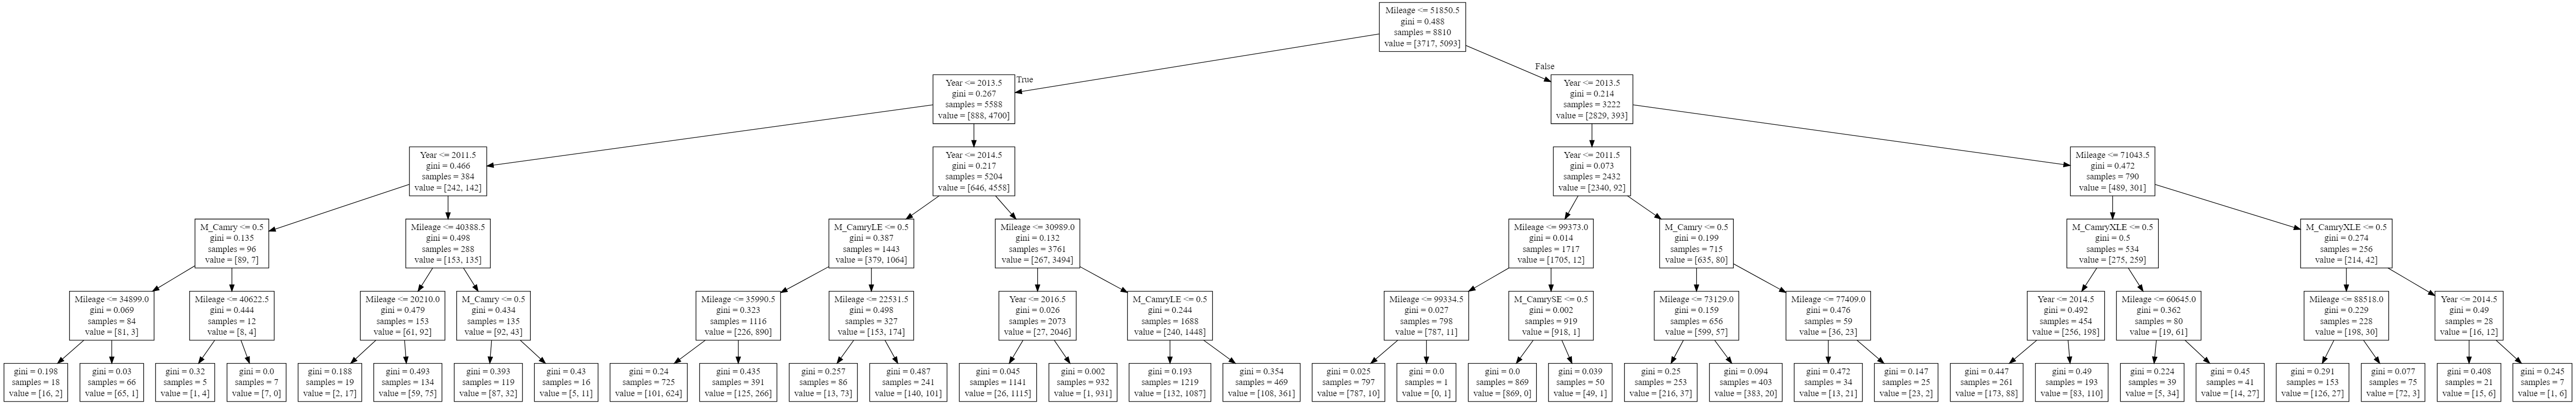 Mileage <= 51850.5
gini = 0.488
samples = 8810
value = [3717, 5093]
True
False
Year <= 2013.5
gini = 0.267
samples = 5588
value = [888, 4700]
Year <= 2013.5
gini = 0.214
samples = 3222
value = [2829, 393]
Year <= 2011.5
gini = 0.466
samples = 384
value = [242, 142]
Year <= 2014.5
gini = 0.217
samples = 5204
value = [646, 4558]
Year <= 2011.5
gini = 0.073
samples = 2432
value = [2340, 92]
Mileage <= 71043.5
gini = 0.472
samples = 790
value = [489, 301]
M_Camry <= 0.5
gini = 0.135
samples = 96
value = [89, 7]
Mileage <= 40388.5
gini = 0.498
samples = 288
value = [153, 135]
M_CamryLE <= 0.5
gini = 0.387
samples = 1443
value = [379, 1064]
Mileage <= 30989.0
gini = 0.132
samples = 3761
value = [267, 3494]
Mileage <= 99373.0
gini = 0.014
samples = 1717
value = [1705, 12]
M_Camry <= 0.5
gini = 0.199
samples = 715
value = [635, 80]
M_CamryXLE <= 0.5
gini = 0.5
samples = 534
value = [275, 259]
M_CamryXLE <= 0.5
gini = 0.274
samples = 256
value = [214, 42]
Mileage <= 34899.0
gini = 0.069
samples = 84
value = [81, 3]
Mileage <= 40622.5
gini = 0.444
samples = 12
value = [8, 4]
Mileage <= 20210.0
gini = 0.479
samples = 153
value = [61, 92]
M_Camry <= 0.5
gini = 0.434
samples = 135
value = [92, 43]
Mileage <= 35990.5
gini = 0.323
samples = 1116
value = [226, 890]
Mileage <= 22531.5
gini = 0.498
samples = 327
value = [153, 174]
Year <= 2016.5
gini = 0.026
samples = 2073
value = [27, 2046]
M_CamryLE <= 0.5
gini = 0.244
samples = 1688
value = [240, 1448]
Mileage <= 99334.5
gini = 0.027
samples = 798
value = [787, 11]
M_CamrySE <= 0.5
gini = 0.002
samples = 919
value = [918, 1]
Mileage <= 73129.0
gini = 0.159
samples = 656
value = [599, 57]
Mileage <= 77409.0
gini = 0.476
samples = 59
value = [36, 23]
Year <= 2014.5
gini = 0.492
samples = 454
value = [256, 198]
Mileage <= 60645.0
gini = 0.362
samples = 80
value = [19, 61]
Mileage <= 88518.0
gini = 0.229
samples = 228
value = [198, 30]
Year <= 2014.5
gini = 0.49
samples = 28
value = [16, 12]
gini = 0.198
samples = 18
value = [16, 2]
gini = 0.03
samples = 66
value = [65, 1]
gini = 0.32
samples = 5
value = [1, 4]
gini = 0.0
samples = 7
value = [7, 0]
gini = 0.188
samples = 19
value = [2, 17]
gini = 0.493
samples = 134
value = [59, 75]
gini = 0.393
samples = 119
value = [87, 32]
gini = 0.43
samples = 16
value = [5, 11]
gini = 0.24
samples = 725
value = [101, 624]
gini = 0.435
samples = 391
value = [125, 266]
gini = 0.257
samples = 86
value = [13, 73]
gini = 0.487
samples = 241
value = [140, 101]
gini = 0.045
samples = 1141
value = [26, 1115]
gini = 0.002
samples = 932
value = [1, 931]
gini = 0.193
samples = 1219
value = [132, 1087]
gini = 0.354
samples = 469
value = [108, 361]
gini = 0.025
samples = 797
value = [787, 10]
gini = 0.0
samples = 1
value = [0, 1]
gini = 0.0
samples = 869
value = [869, 0]
gini = 0.039
samples = 50
value = [49, 1]
gini = 0.25
samples = 253
value = [216, 37]
gini = 0.094
samples = 403
value = [383, 20]
gini = 0.472
samples = 34
value = [13, 21]
gini = 0.147
samples = 25
value = [23, 2]
gini = 0.447
samples = 261
value = [173, 88]
gini = 0.49
samples = 193
value = [83, 110]
gini = 0.224
samples = 39
value = [5, 34]
gini = 0.45
samples = 41
value = [14, 27]
gini = 0.291
samples = 153
value = [126, 27]
gini = 0.077
samples = 75
value = [72, 3]
gini = 0.408
samples = 21
value = [15, 6]
gini = 0.245
samples = 7
value = [1, 6]